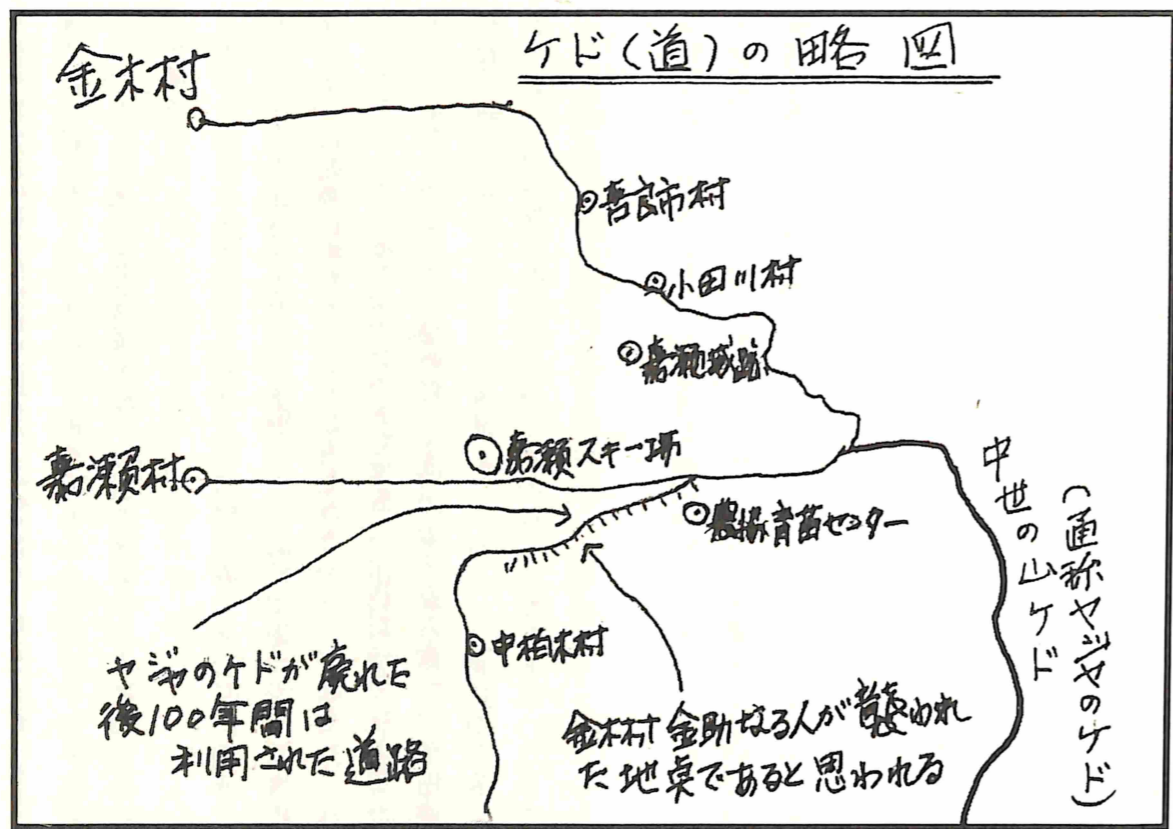 ケド(道)の略図
金木村
喜良市村
小田川村
嘉瀬城跡
嘉瀬スキー場
嘉瀬村
農協育苗センター
中世の山ケド
(通称ヤジャのケド)
中柏木村
ヤジャのケドが廃れた
後100年間は
利用された道路
金木村金助なる人が襲われ
た地点であると思われる